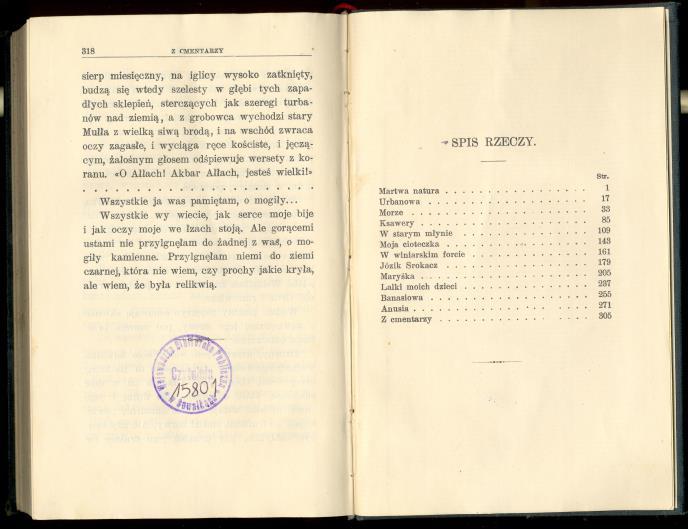 318
Z CMENTARZY
sierp miesięczny, na iglicy wysoko zatknięty,
budzą się wtedy szelesty w głębi tych zapa-
dłych sklepień, sterczących jak szeregi turba-
nów nad ziemią, a z grobowca wychodzi stary
Mułła z wielką siwą brodą, i na wschód zwraca
oczy zagasłe, i wyciąga ręce kościste, i jęczą-
cym, żałosnym głosem odśpiewuje wersety z ko-
ranu. «O Allach! Akbar Allach, jesteś wielki!»
. . . . . . . . . . . . . . . . . . . . . . . . . .
Wszystkie ja was pamiętam, o mogiły...
Wszystkie wy wiecie, jak serce moje bije
i jak oczy moje we łzach stoją. Ale gorącemi
ustami nie przylgnęłam do żadnej z was, o mo-
giły kamienne. Przylgnęłam niemi do ziemi
czarnej, która nie wiem, czy prochy jakie kryła,
ale wiem, że była relikwią.
Biblioteka Publiczna
Czytelnia
15801
w Suwałkach
SPIS RZECZY.
Str.
Martwa natura . . . . . . . . . . . . . . . . . 1
Urbanowa . . . . . . . . . . . . . . . . . 17
Morze . . . . . . . . . . . . . . . . . 33
Ksawery . . . . . . . . . . . . . . . . . 85
W starym młynie . . . . . . . . . . . . . . . . . 109
Moja cioteczka . . . . . . . . . . . . . . . . . 143
W winiarskim forcie . . . . . . . . . . . . . . . . . 161
Józik Srokacz . . . . . . . . . . . . . . . . . 179
Maryśka . . . . . . . . . . . . . . . . . 205
Lalki moich dzieci . . . . . . . . . . . . . . . . . 237
Banasiowa . . . . . . . . . . . . . . . . . 255
Anusia . . . . . . . . . . . . . . . . . 271
Z cmentarzy . . . . . . . . . . . . . . . . . 305